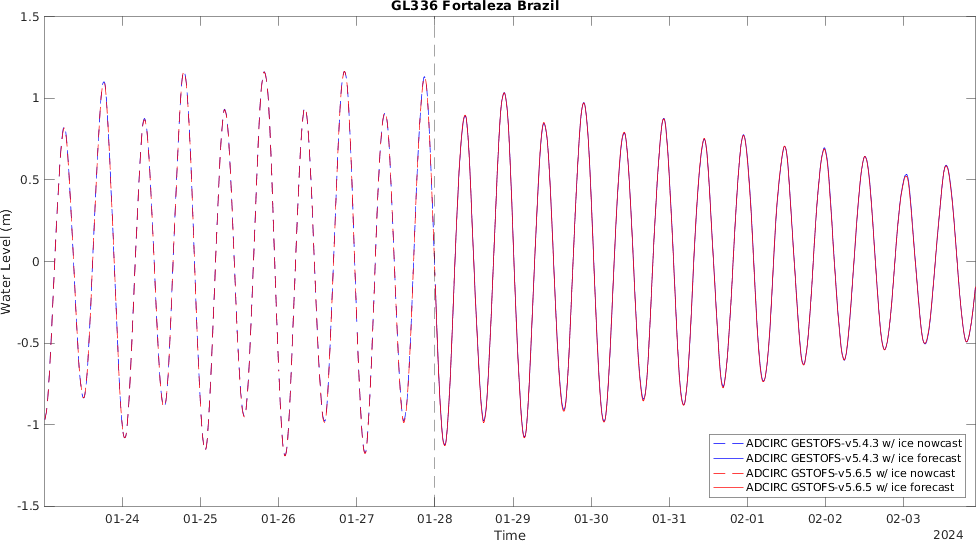 GL336 Fortaleza Brazil
1.5
1
0.5
0
-0.5
-1
-1.5
Water Level (m)
01-24
01-25
01-26
01-27
01-28
01-29
01-30
01-31
02-01
02-02
02-03
Time
2024
ADCIRC GESTOFS-v5.4.3 w/ ice nowcast
ADCIRC GESTOFS-v5.4.3 w/ ice forecast
ADCIRC GSTOFS-v5.6.5 w/ ice nowcast
ADCIRC GSTOFS-v5.6.5 w/ ice forecast